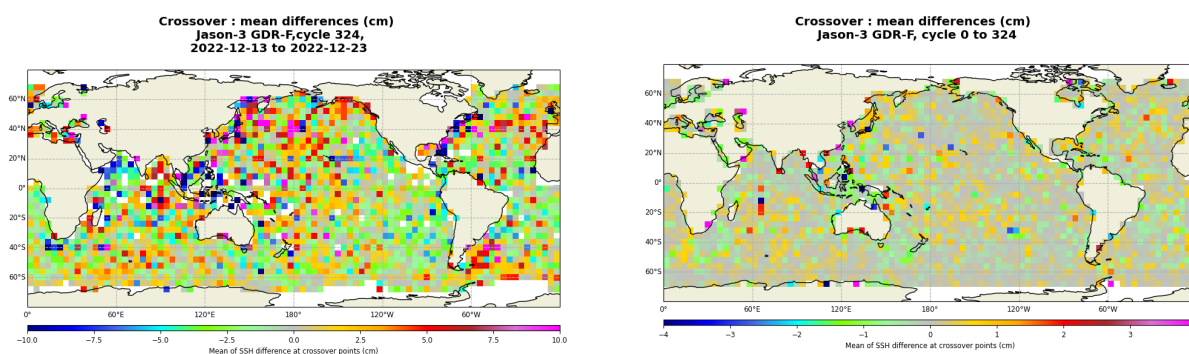 Crossover : mean differences (cm)
Jason-3 GDR-F,cycle 324,
2022-12-13 to 2022-12-23
60°N
40°N
20°N
0°
20°S
40°S
60°S
0°
60°E
120°E
180°
120°W
60°W
−10.0
−7.5
−5.0
−2.5
0.0
2.5
5.0
7.5
10.0
Mean of SSH difference at crossover points (cm)
Crossover : mean differences (cm)
Jason-3 GDR-F, cycle 0 to 324
60°N
40°N
20°N
0°
20°S
40°S
60°S
0°
60°E
120°E
180°
120°W
60°W
−4
−3
−2
−1
0
1
2
3
Mean of SSH difference at crossover points (cm)